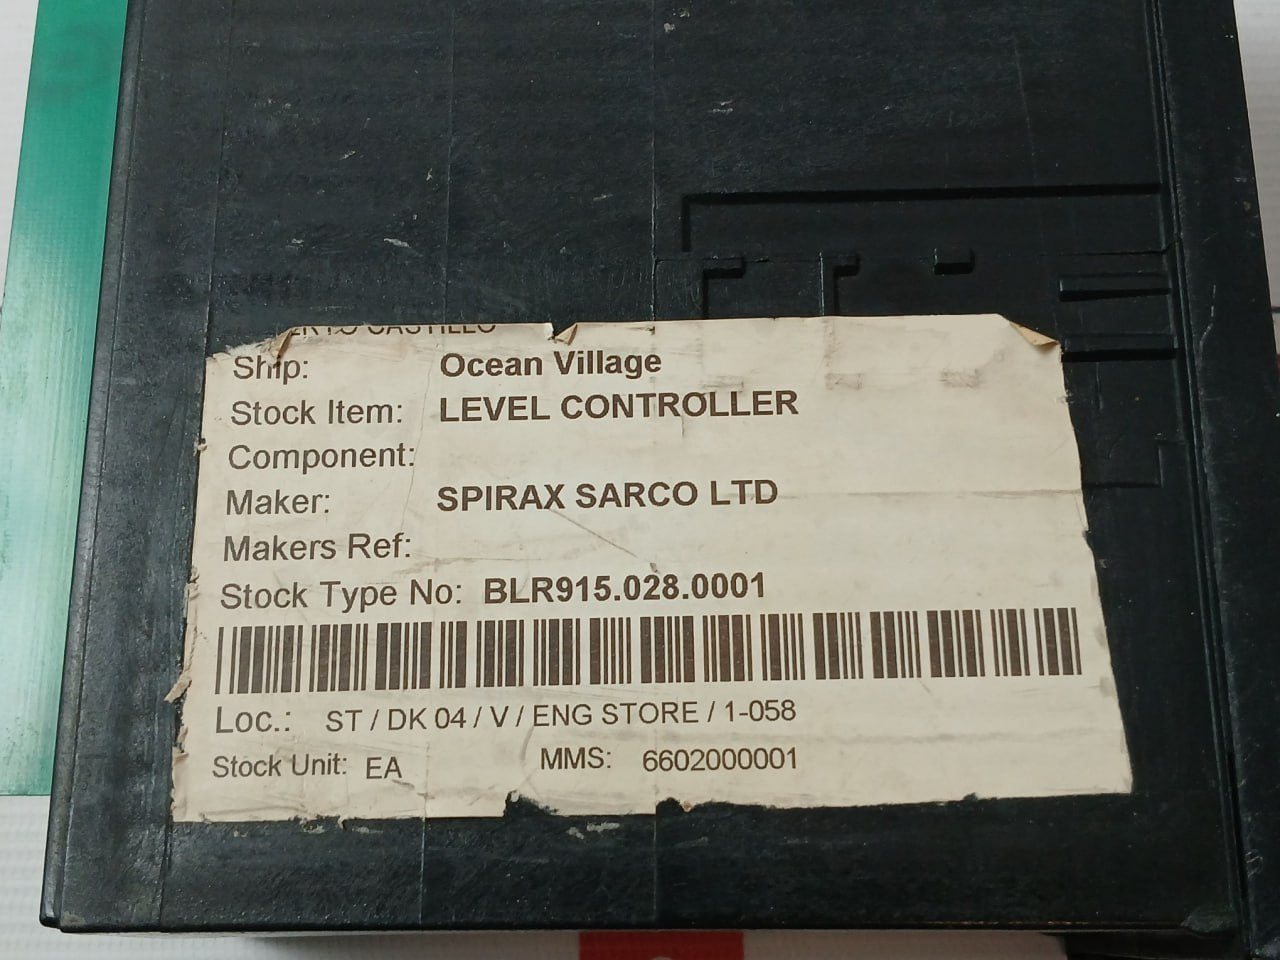 CASTILLO
Ship: Ocean Village
Stock Item: LEVEL CONTROLLER
Component:
Maker: SPIRAX SARCO LTD
Makers Ref:
Stock Type No: BLR915.028.0001
Loc.: ST / DK 04 / V / ENG STORE / 1-058
Stock Unit: EA MMS: 6602000001